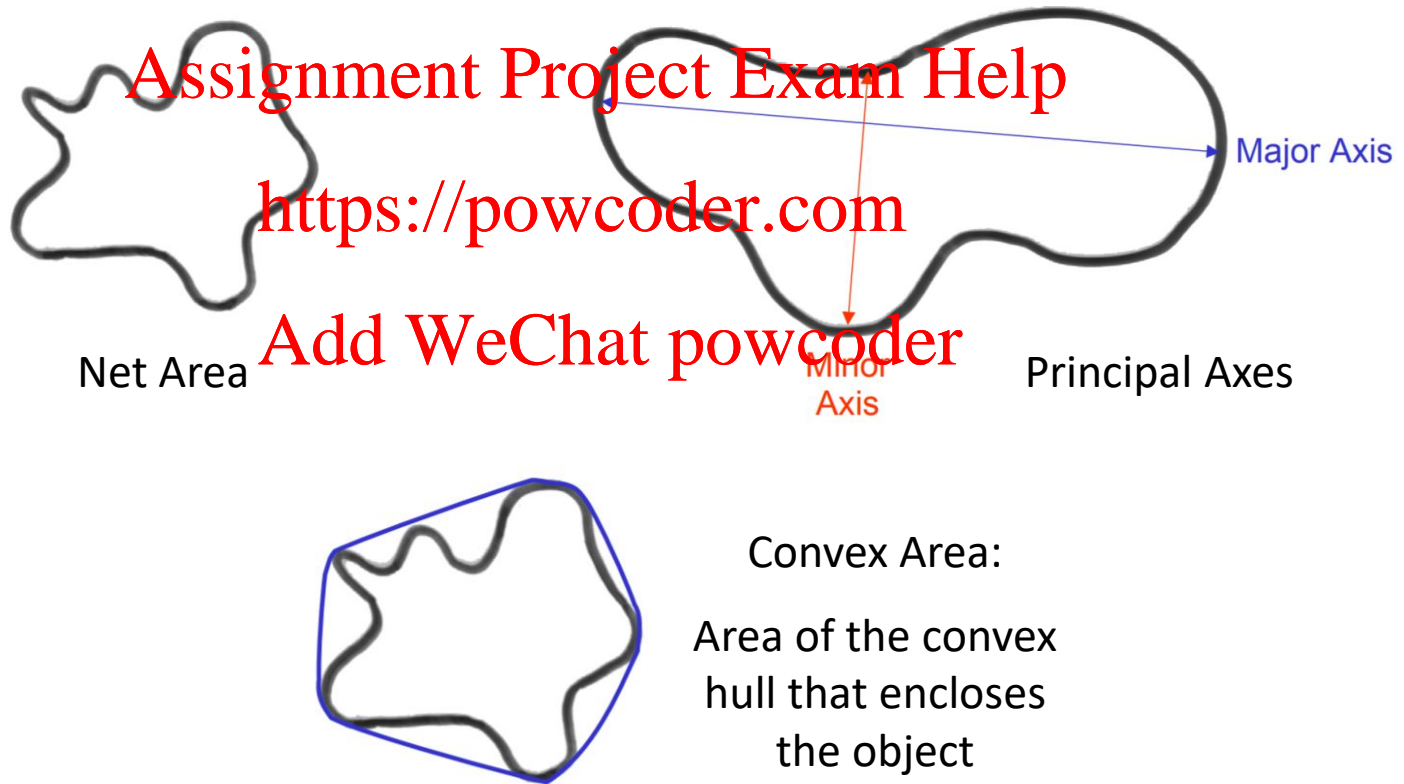 Assignment Project Exam Help
Major Axis
https://powcoder.com
Add WeChat powcoder
Net Area
Minor
Axis
Principal Axes
Convex Area:
Area of the convex
hull that encloses
the object